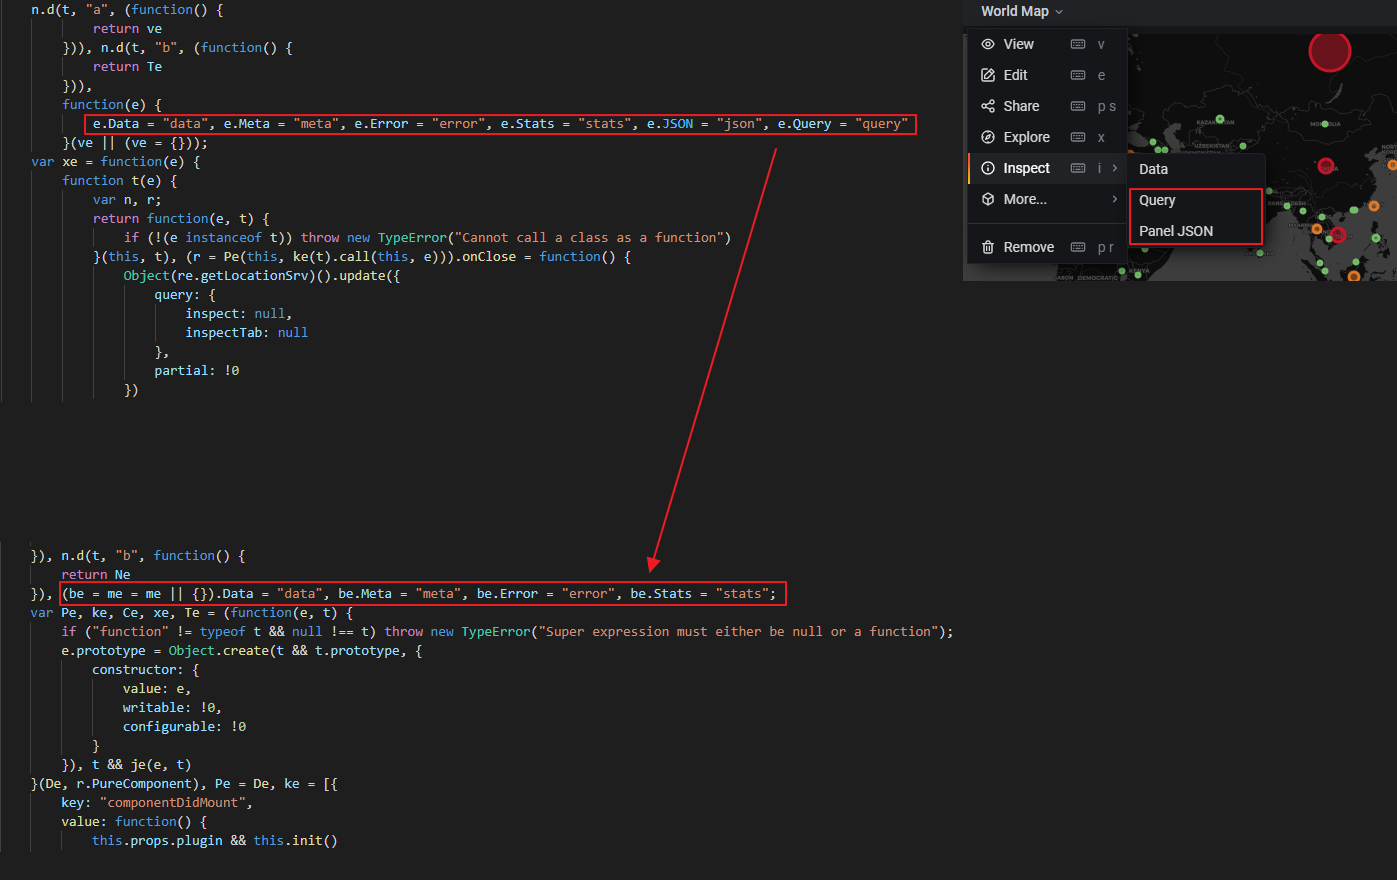 n.d(t, "a", (function() {
return ve
})), n.d(t, "b", (function() {
return Te
})),
function(e) {
e.Data = "data", e.Meta = "meta", e.Error = "error", e.Stats = "stats", e.JSON = "json", e.Query = "query"
}(ve || (ve = {}));
var xe = function(e) {
function t(e) {
var n, r;
return function(e, t) {
if (!(e instanceof t)) throw new TypeError("Cannot call a class as a function")
}(this, t), (r = Pe(this, ke(t).call(this, e))).onClose = function() {
Object(re.getLocationSrv)().update({
query: {
inspect: null,
inspectTab: null
},
partial: !0
})
World Map
View v
Edit e
Share p s
Explore x
Inspect i >
More... >
Remove p r
Data
Query
Panel JSON
KAZAKHSTAN
MONGOLIA
UZBEKISTAN
KENYA
DEMOCRATIC
}), n.d(t, "b", function() {
return Ne
}), (be = me = me || {}).Data = "data", be.Meta = "meta", be.Error = "error", be.Stats = "stats";
var Pe, ke, Ce, xe, Te = (function(e, t) {
if ("function" != typeof t && null !== t) throw new TypeError("Super expression must either be null or a function");
e.prototype = Object.create(t && t.prototype, {
constructor: {
value: e,
writable: !0,
configurable: !0
}
}), t && je(e, t)
}(De, r.PureComponent), Pe = De, ke = [{
key: "componentDidMount",
value: function() {
this.props.plugin && this.init()